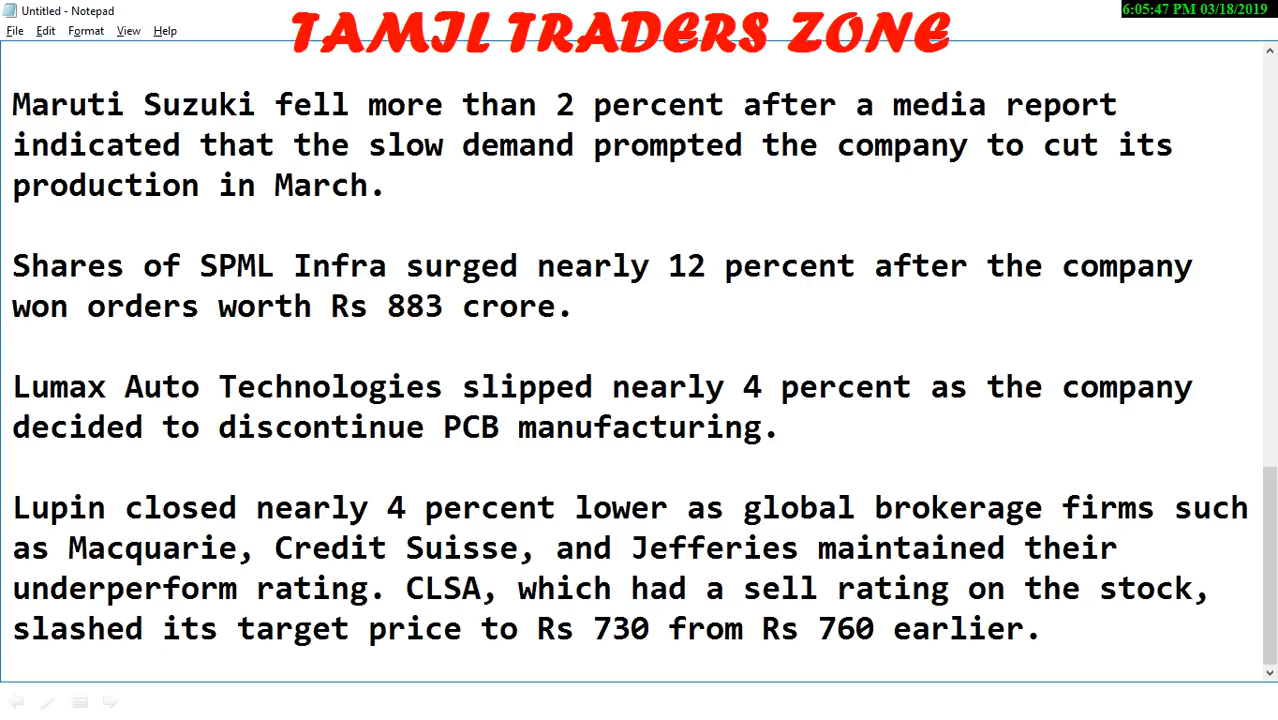 Untitled - Notepad
TAMIL TRADERS ZONE
6:05:47 PM 03/18/2019
File Edit Format View Help
Maruti Suzuki fell more than 2 percent after a media report
indicated that the slow demand prompted the company to cut its
production in March.
Shares of SPML Infra surged nearly 12 percent after the company
won orders worth Rs 883 crore.
Lumax Auto Technologies slipped nearly 4 percent as the company
decided to discontinue PCB manufacturing.
Lupin closed nearly 4 percent lower as global brokerage firms such
as Macquarie, Credit Suisse, and Jefferies maintained their
underperform rating. CLSA, which had a sell rating on the stock,
slashed its target price to Rs 730 from Rs 760 earlier.